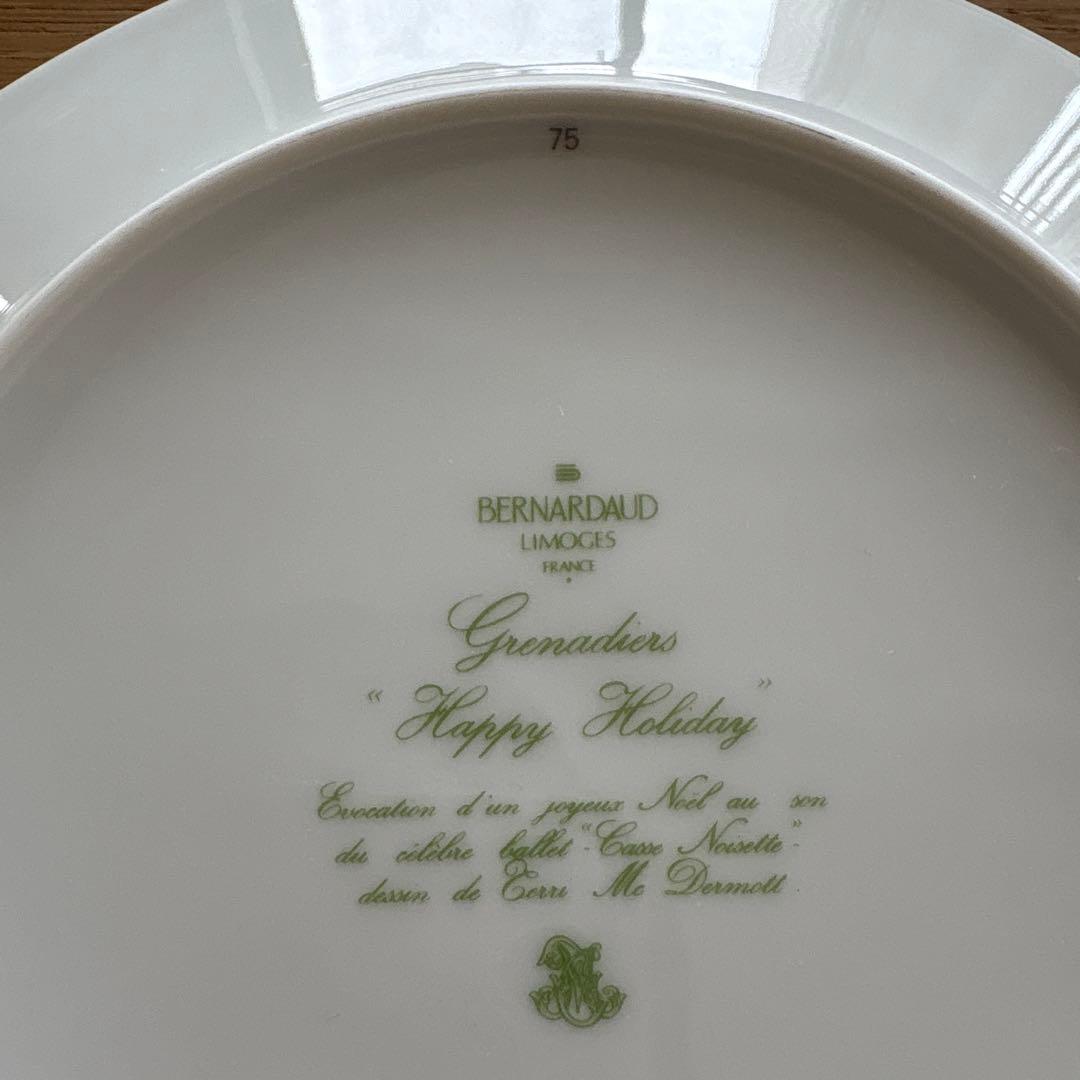 75
BERNARDAUD
LIMOGES
FRANCE
Grenadiers
“ Happy Holiday ”
Evocation d'un joyeux Noël au son
du célèbre ballet "Casse Noisette"
dessin de Terri Mc Dermott